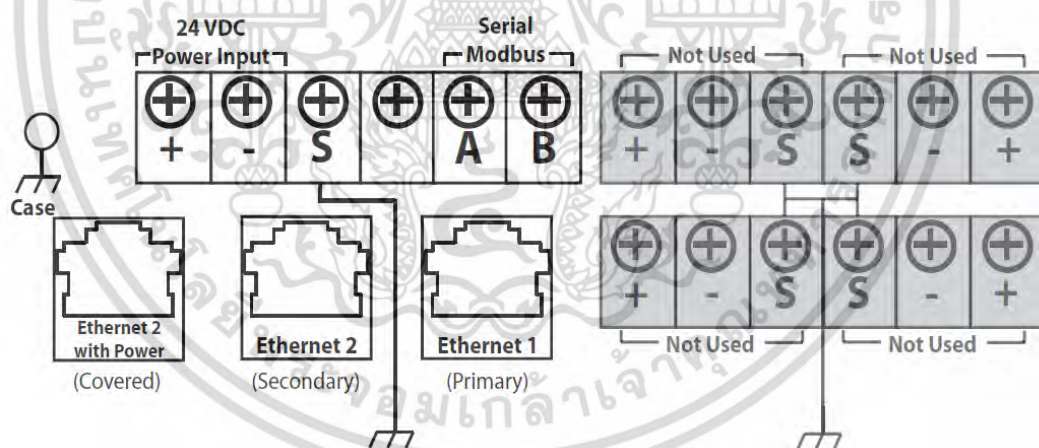 24 VDC
Power Input
Serial
Modbus
Not Used
Not Used
+ - S A B
+ - S S - +
Case
+ - S S - +
Not Used
Not Used
Ethernet 2
with Power
(Covered)
Ethernet 2
(Secondary)
Ethernet 1
(Primary)